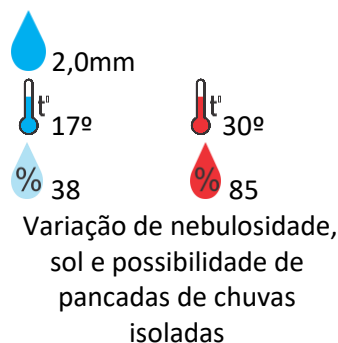 2,0mm
t° 17º t° 30º
% 38 % 85
Variação de nebulosidade,
sol e possibilidade de
pancadas de chuvas
isoladas